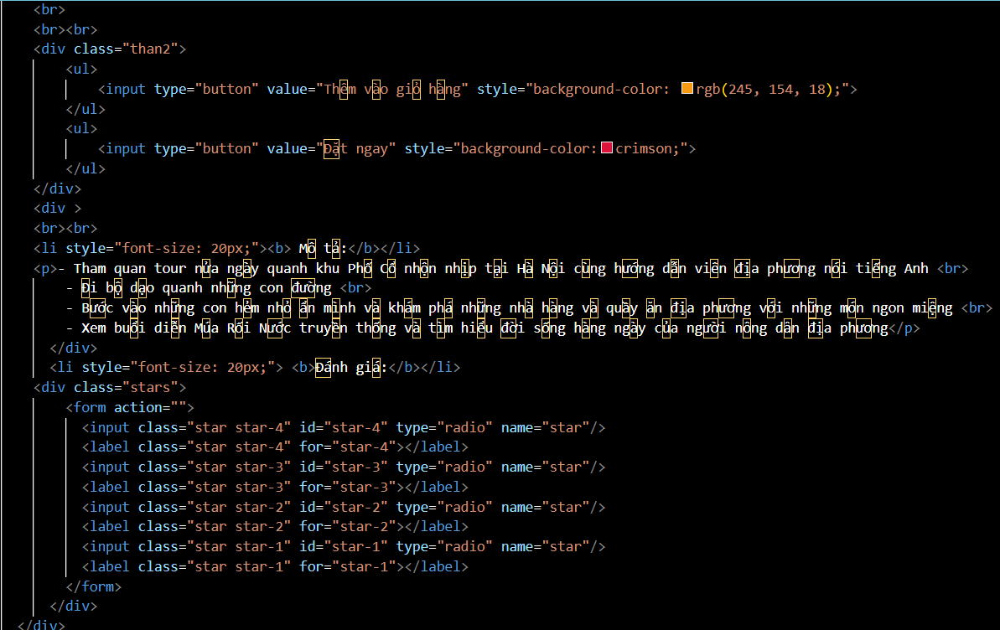 <br>
<br><br>
<div class="than2">
<ul>
<input type="button" value="Thêm vào giỏ hàng" style="background-color: rgb(245, 154, 18);">
</ul>
<ul>
<input type="button" value="Đặt ngay" style="background-color:crimson;">
</ul>
</div>
<div >
<br><br>
<li style="font-size: 20px;"><b> Mô tả:</b></li>
<p>- Tham quan tour nửa ngày quanh khu Phố Cổ nhộn nhịp tại Hà Nội cùng hướng dẫn viên địa phương nói tiếng Anh <br>
- Đi bộ dạo quanh những con đường <br>
- Bước vào những con hẻm nhỏ ẩn mình và khám phá những nhà hàng và quầy ăn địa phương với những món ngon miệng <br>
- Xem buổi diễn Múa Rối Nước truyền thống và tìm hiểu đời sống hàng ngày của người nông dân địa phương</p>
</div>
<li style="font-size: 20px;"> <b>Đánh giá:</b></li>
<div class="stars">
<form action="">
<input class="star star-4" id="star-4" type="radio" name="star"/>
<label class="star star-4" for="star-4"></label>
<input class="star star-3" id="star-3" type="radio" name="star"/>
<label class="star star-3" for="star-3"></label>
<input class="star star-2" id="star-2" type="radio" name="star"/>
<label class="star star-2" for="star-2"></label>
<input class="star star-1" id="star-1" type="radio" name="star"/>
<label class="star star-1" for="star-1"></label>
</form>
</div>
</div>